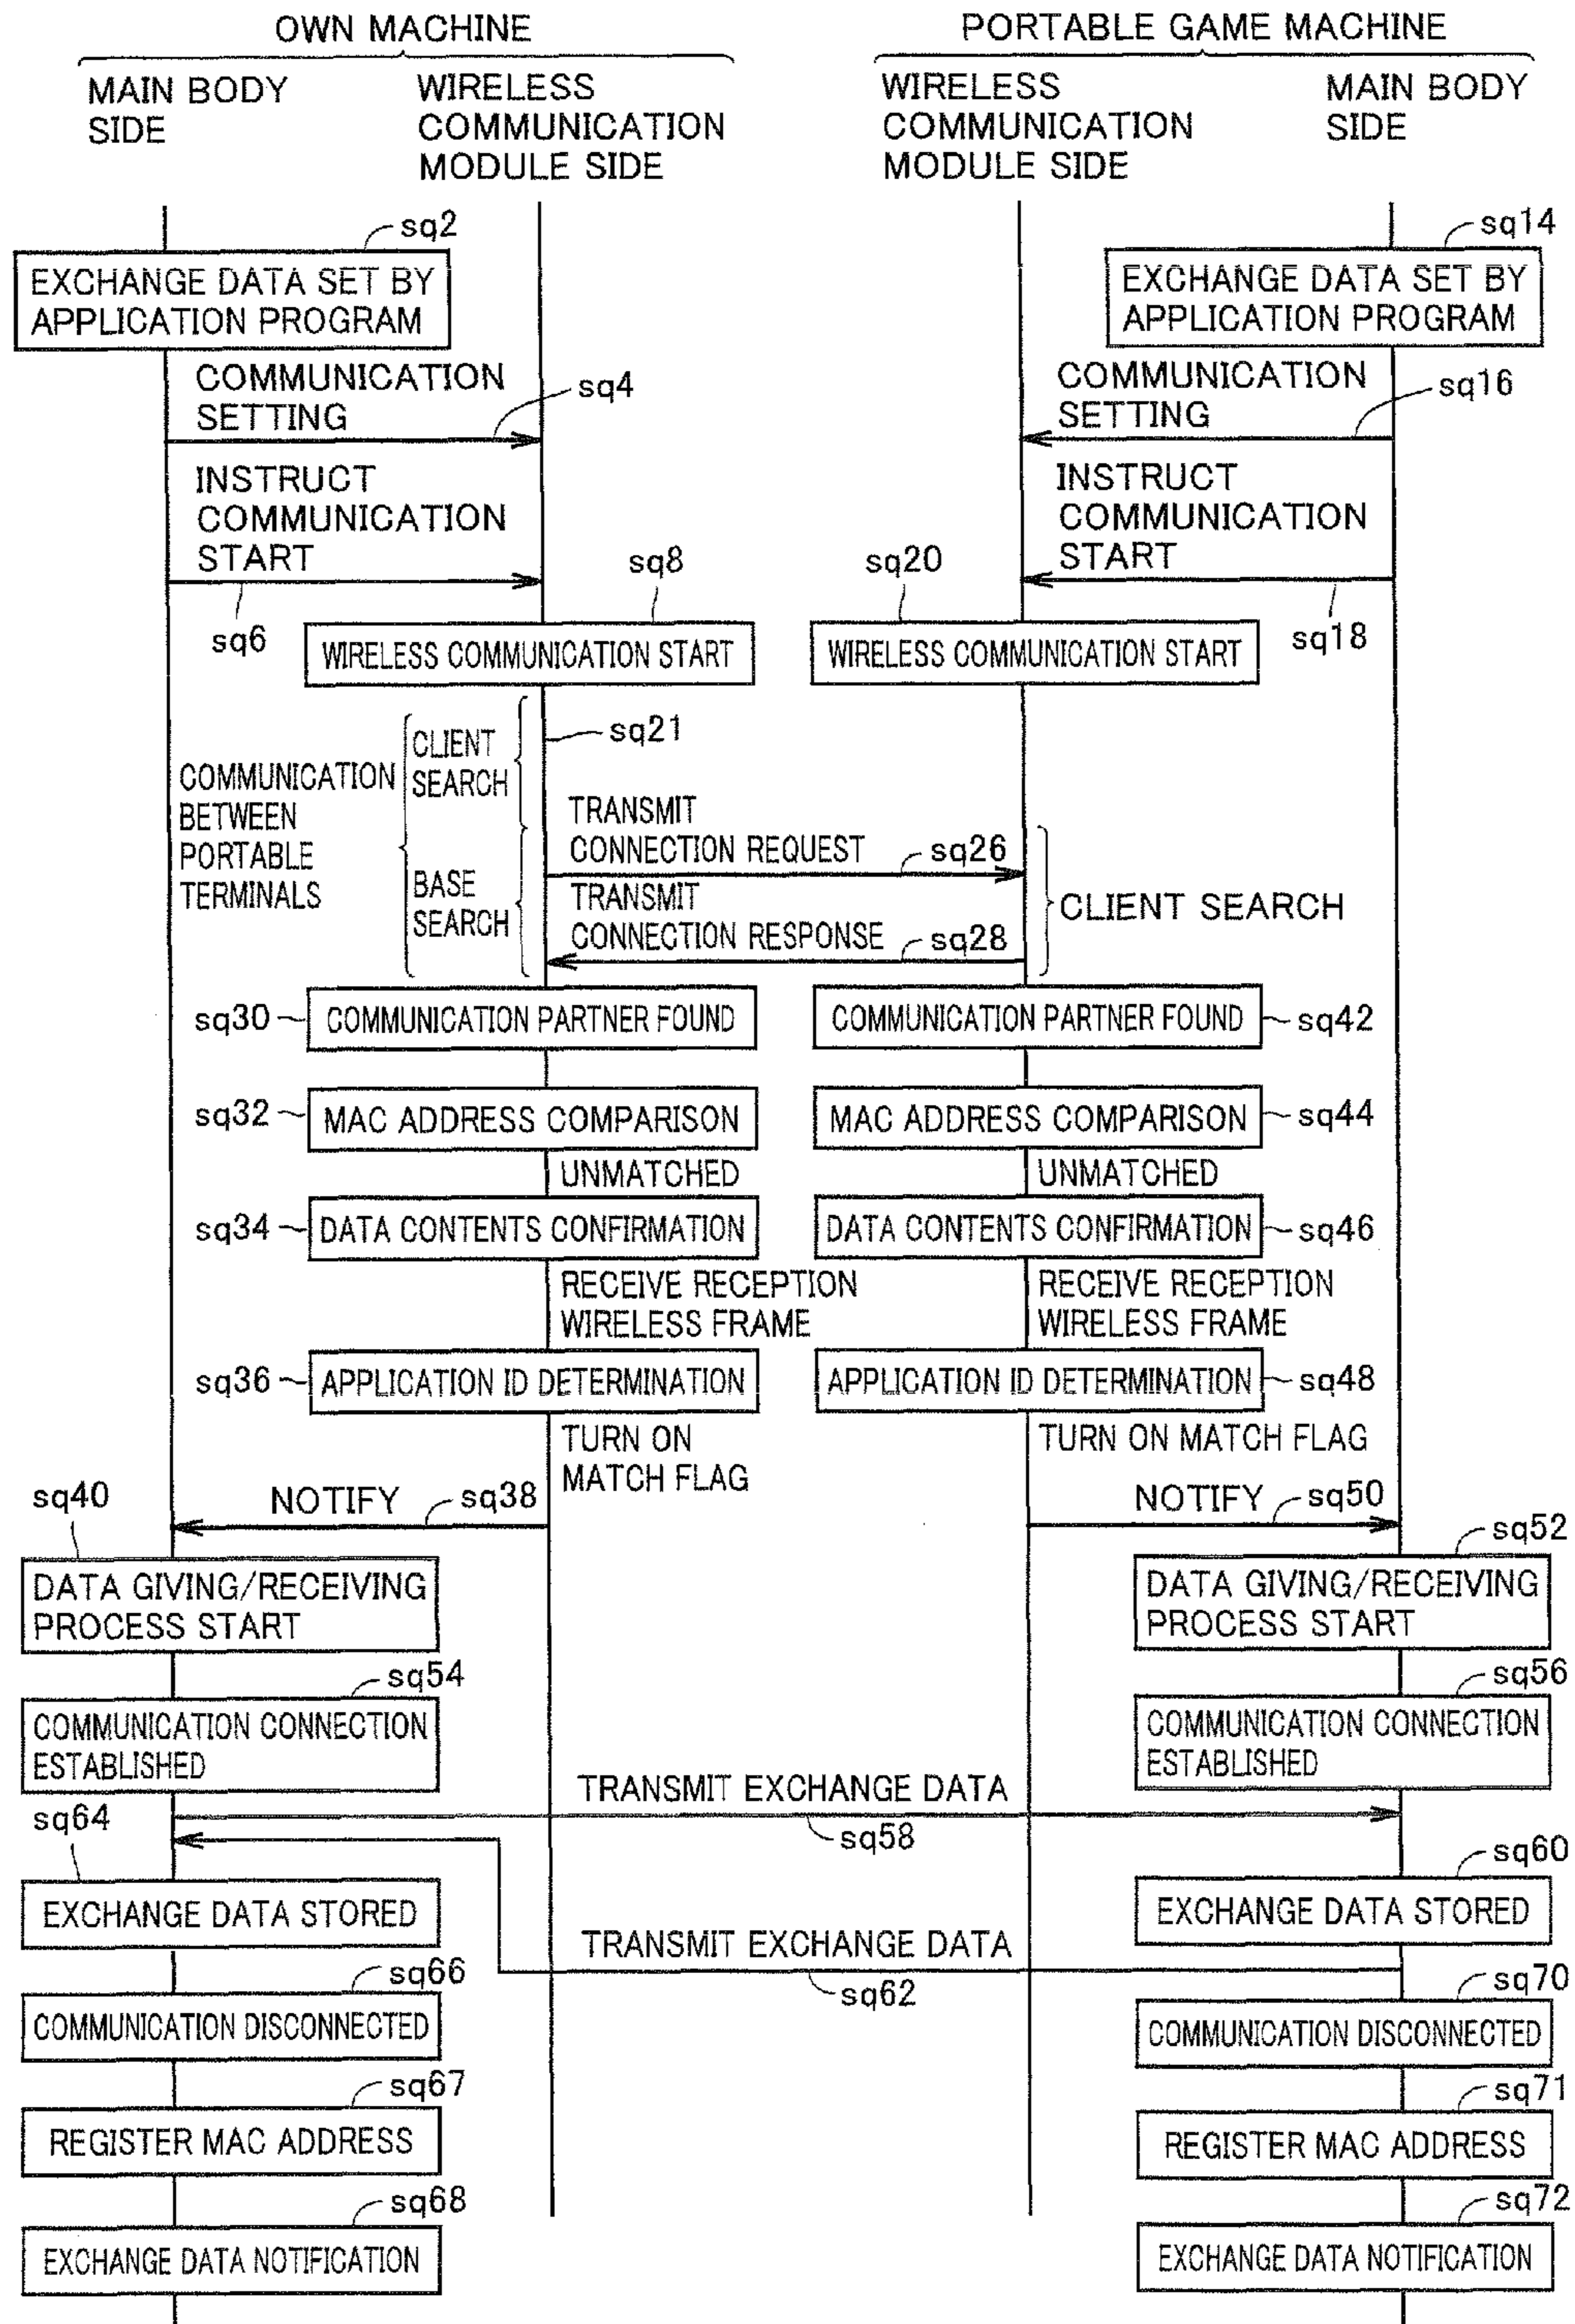 OWN MACHINE
PORTABLE GAME MACHINE
MAIN BODY
SIDE
WIRELESS
COMMUNICATION
MODULE SIDE
WIRELESS
COMMUNICATION
MODULE SIDE
MAIN BODY
SIDE
sq2
sq14
EXCHANGE DATA SET BY
APPLICATION PROGRAM
EXCHANGE DATA SET BY
APPLICATION PROGRAM
COMMUNICATION
SETTING
sq4
COMMUNICATION
SETTING
sq16
INSTRUCT
COMMUNICATION
START
INSTRUCT
COMMUNICATION
START
sq6
sq8
sq20
sq18
WIRELESS COMMUNICATION START
WIRELESS COMMUNICATION START
COMMUNICATION
BETWEEN
PORTABLE
TERMINALS
CLIENT
SEARCH
BASE
SEARCH
sq21
TRANSMIT
CONNECTION REQUEST
sq26
TRANSMIT
CONNECTION RESPONSE
sq28
CLIENT SEARCH
sq30
COMMUNICATION PARTNER FOUND
COMMUNICATION PARTNER FOUND
sq42
sq32
MAC ADDRESS COMPARISON
MAC ADDRESS COMPARISON
sq44
UNMATCHED
UNMATCHED
sq34
DATA CONTENTS CONFIRMATION
DATA CONTENTS CONFIRMATION
sq46
RECEIVE RECEPTION
WIRELESS FRAME
RECEIVE RECEPTION
WIRELESS FRAME
sq36
APPLICATION ID DETERMINATION
APPLICATION ID DETERMINATION
sq48
TURN ON
MATCH FLAG
TURN ON MATCH FLAG
sq40
NOTIFY
sq38
NOTIFY
sq50
sq52
DATA GIVING/RECEIVING
PROCESS START
DATA GIVING/RECEIVING
PROCESS START
sq54
sq56
COMMUNICATION CONNECTION
ESTABLISHED
COMMUNICATION CONNECTION
ESTABLISHED
TRANSMIT EXCHANGE DATA
sq64
sq58
sq60
EXCHANGE DATA STORED
EXCHANGE DATA STORED
TRANSMIT EXCHANGE DATA
sq66
sq62
sq70
COMMUNICATION DISCONNECTED
COMMUNICATION DISCONNECTED
sq67
sq71
REGISTER MAC ADDRESS
REGISTER MAC ADDRESS
sq68
sq72
EXCHANGE DATA NOTIFICATION
EXCHANGE DATA NOTIFICATION